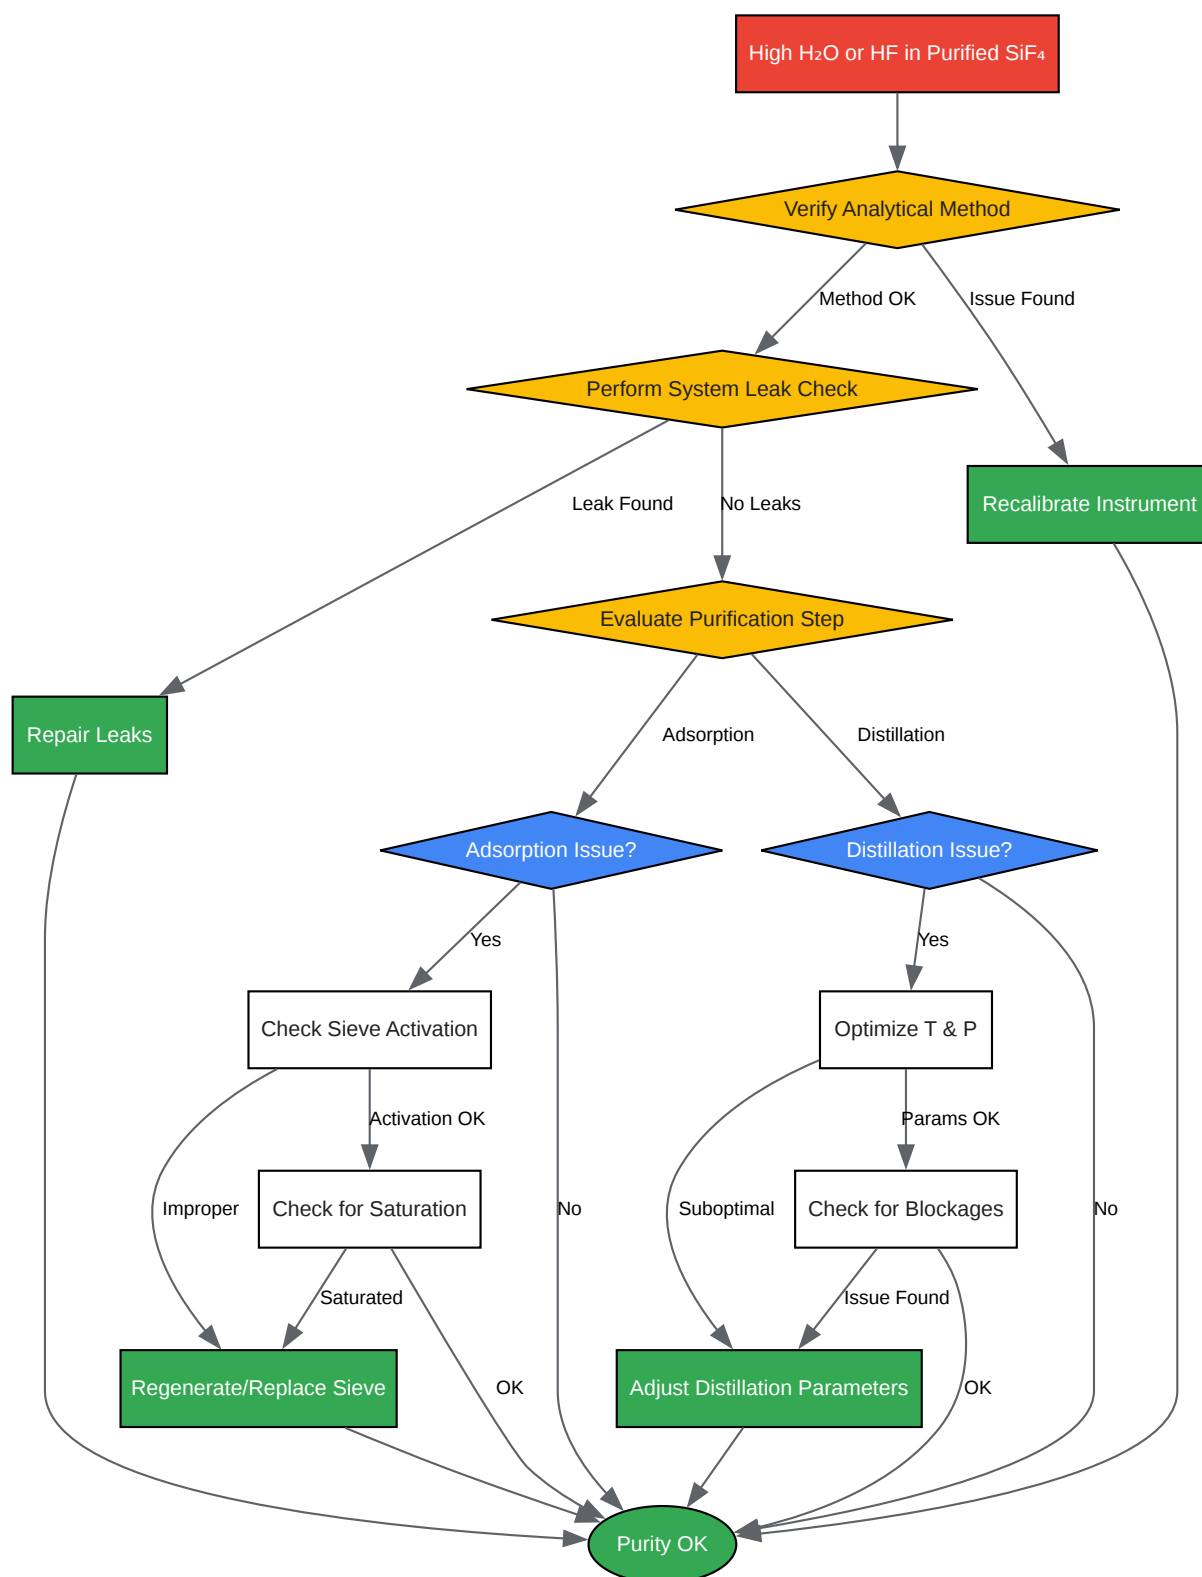 High H₂O or HF in Purified SiF₄
Verify Analytical Method
Method OK
Issue Found
Perform System Leak Check
Leak Found
No Leaks
Recalibrate Instrument
Evaluate Purification Step
Repair Leaks
Adsorption
Distillation
Adsorption Issue?
Distillation Issue?
Yes
Yes
Check Sieve Activation
Optimize T & P
Activation OK
Params OK
Improper
Check for Saturation
No
Suboptimal
Check for Blockages
No
Saturated
Issue Found
Regenerate/Replace Sieve
OK
Adjust Distillation Parameters
OK
Purity OK